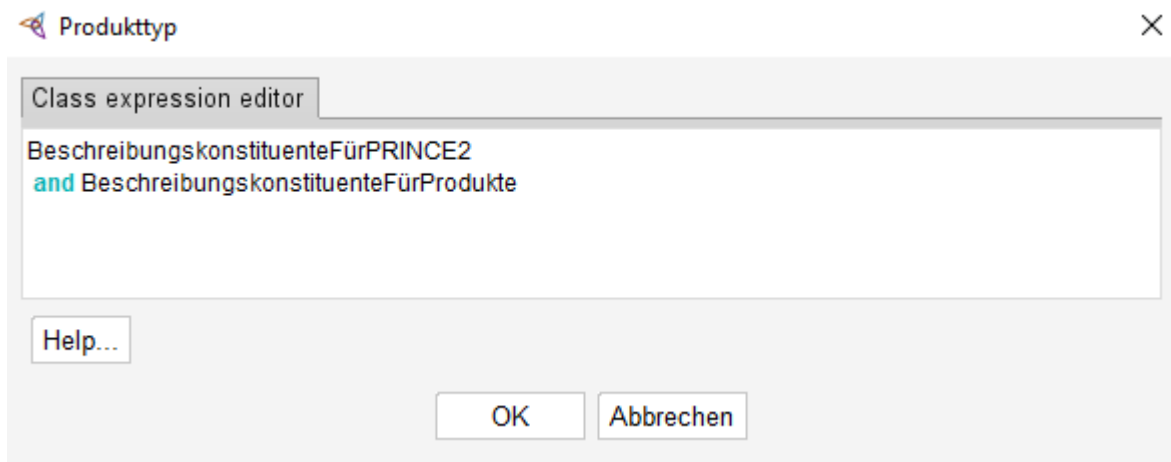 Produkttyp
Class expression editor
BeschreibungskonstituenteFürPRINCE2
and BeschreibungskonstituenteFürProdukte
Help...
OK Abbrechen